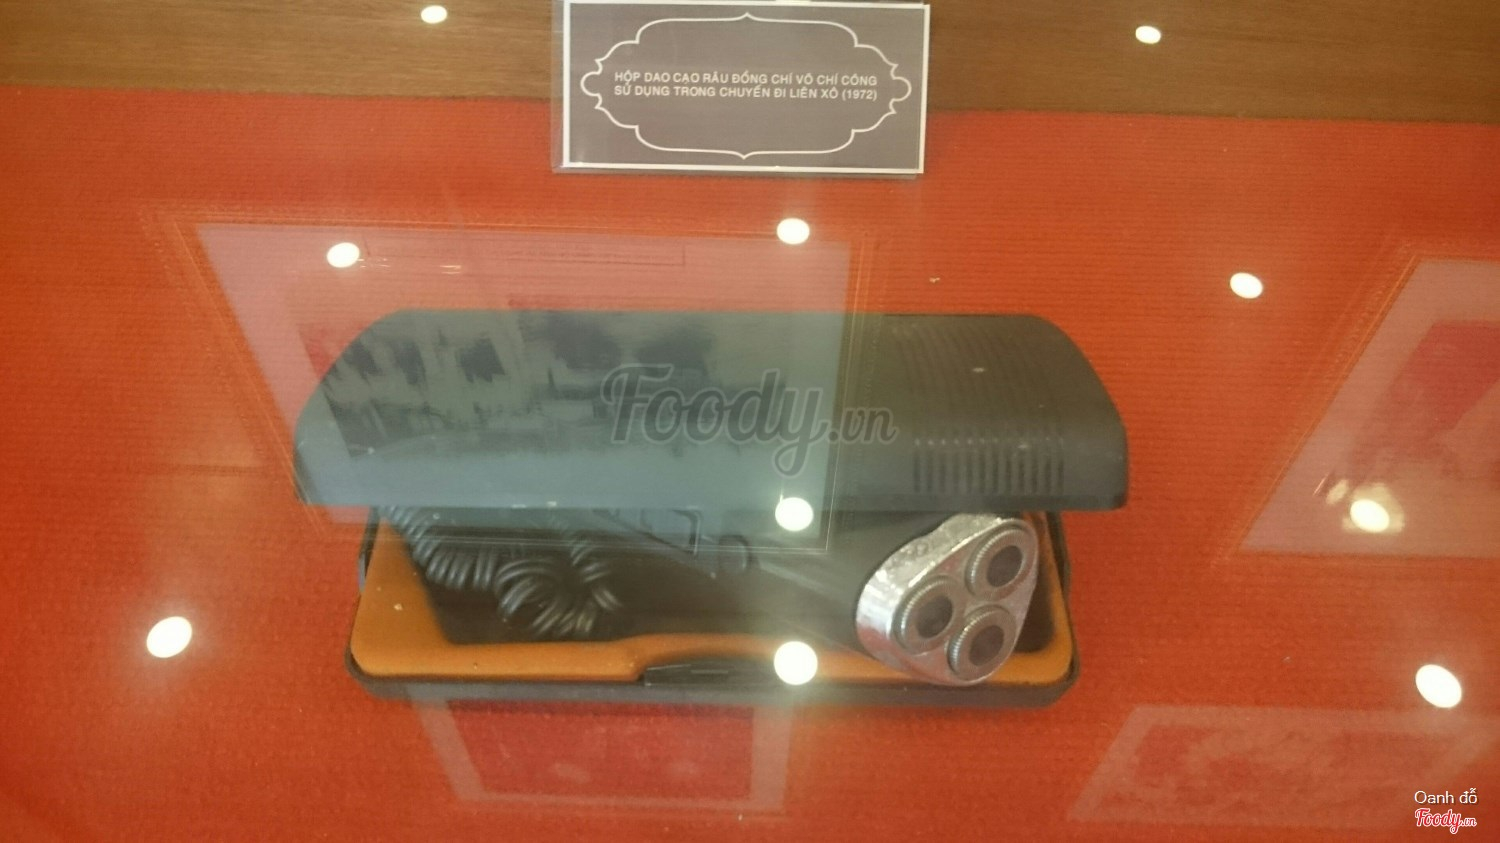 HỘP DAO CẠO RÂU ĐỒNG CHÍ VÕ CHÍ CÔNG
SỬ DỤNG TRONG CHUYẾN ĐI LIÊN XÔ (1972)
Foody.vn
Oanh đỗ
Foody.vn